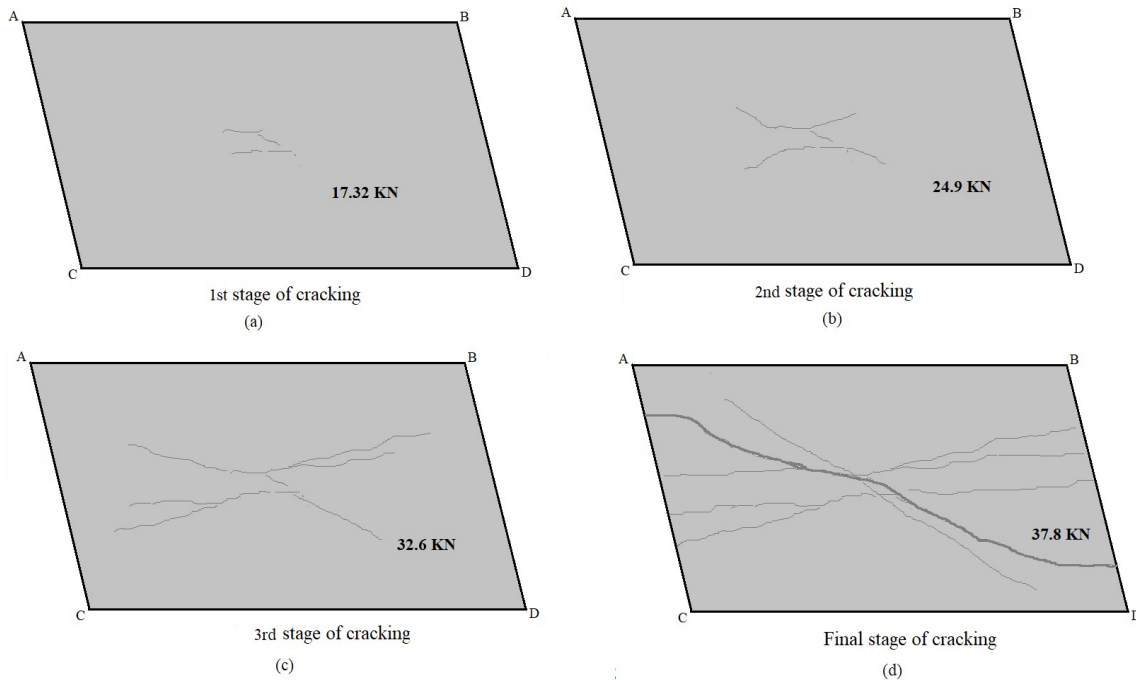 A B
17.32 KN
C D
1st stage of cracking
(a)
A B
24.9 KN
C D
2nd stage of cracking
(b)
A B
32.6 KN
C D
3rd stage of cracking
(c)
A B
37.8 KN
C D
Final stage of cracking
(d)